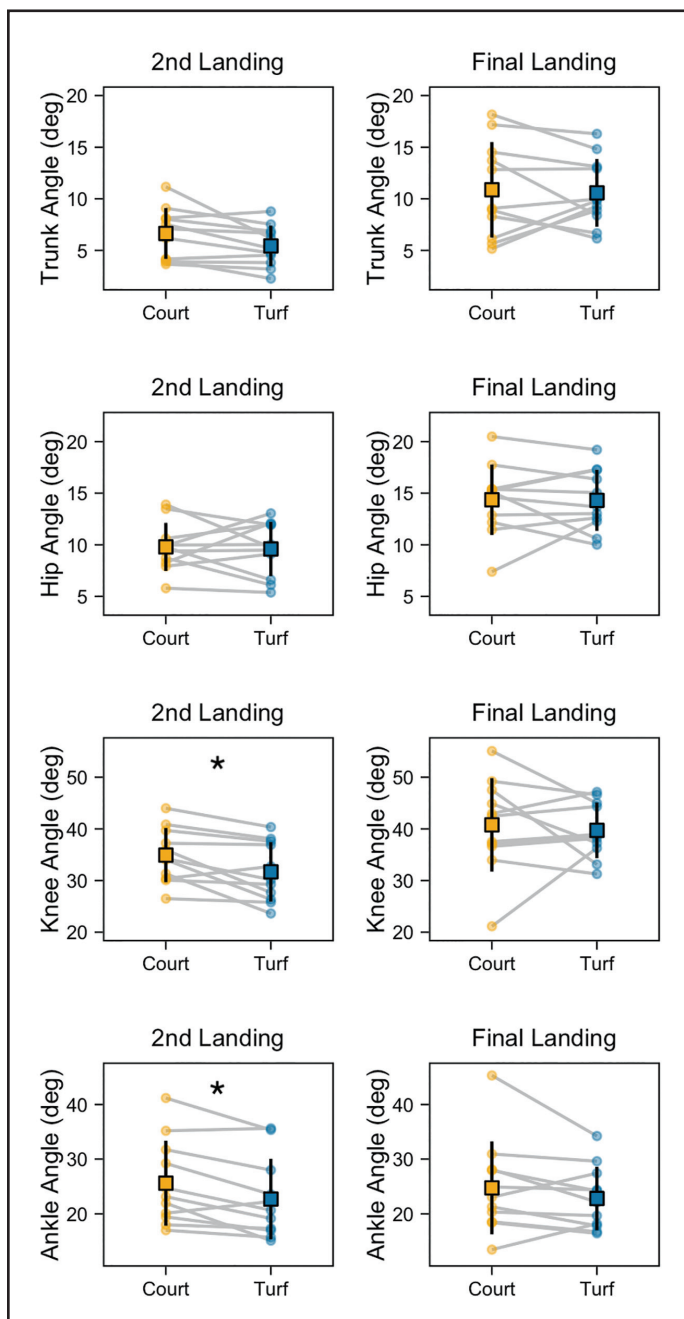 2nd Landing
Final Landing
Trunk Angle (deg)
20
15
10
5
Court
Turf
Trunk Angle (deg)
20
15
10
5
Court
Turf
2nd Landing
Final Landing
Hip Angle (deg)
20
15
10
5
Court
Turf
Hip Angle (deg)
20
15
10
5
Court
Turf
2nd Landing
Final Landing
Knee Angle (deg)
50
40
30
20
*
Court
Turf
Knee Angle (deg)
50
40
30
20
Court
Turf
2nd Landing
Final Landing
Ankle Angle (deg)
40
30
20
*
Court
Turf
Ankle Angle (deg)
40
30
20
Court
Turf